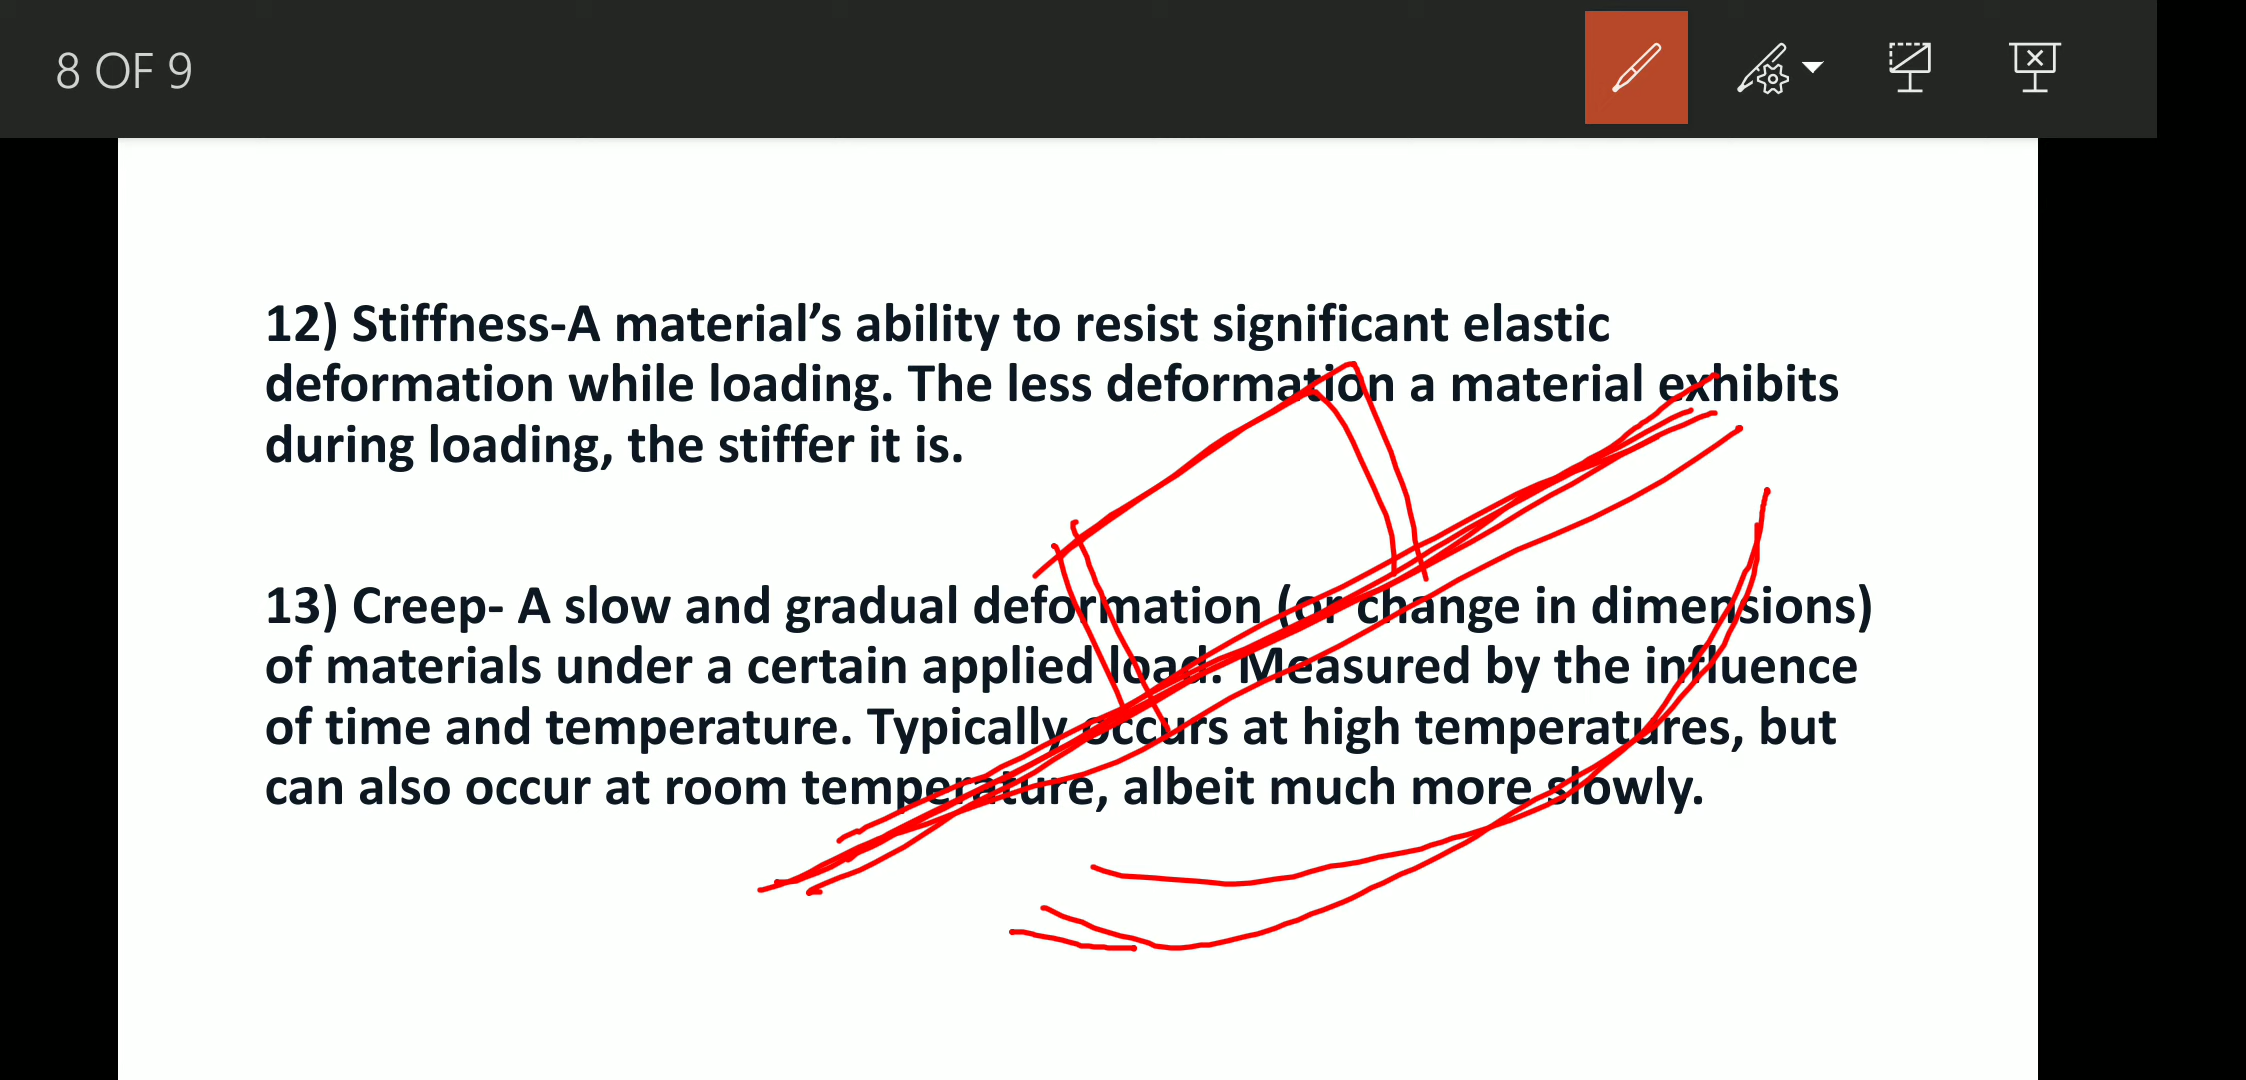 8 OF 9
12) Stiffness-A material’s ability to resist significant elastic
deformation while loading. The less deformation a material exhibits
during loading, the stiffer it is.
13) Creep- A slow and gradual deformation (or change in dimensions)
of materials under a certain applied load. Measured by the influence
of time and temperature. Typically occurs at high temperatures, but
can also occur at room temperature, albeit much more slowly.